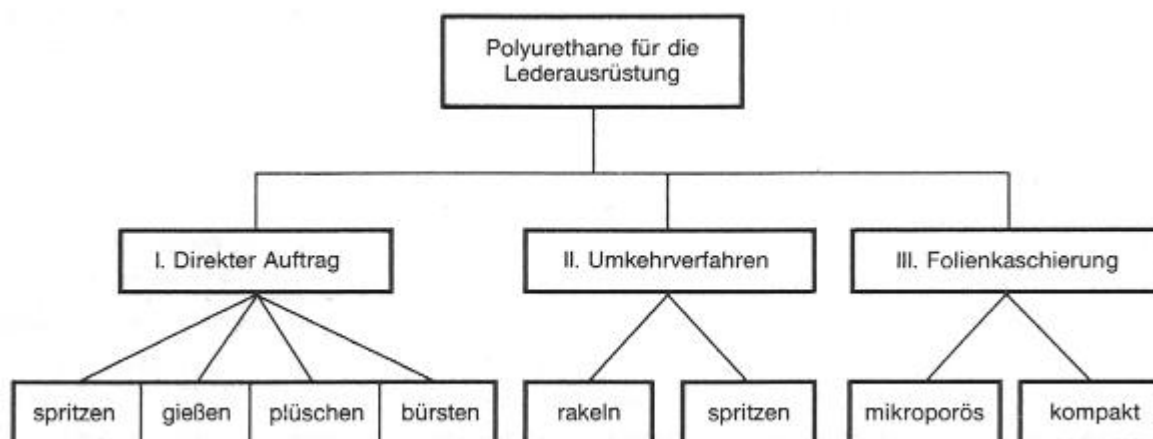 Polyurethane für die
Lederausrüstung
I. Direkter Auftrag
II. Umkehrverfahren
III. Folienkaschierung
spritzen
gießen
plüschen
bürsten
rakeln
spritzen
mikroporös
kompakt